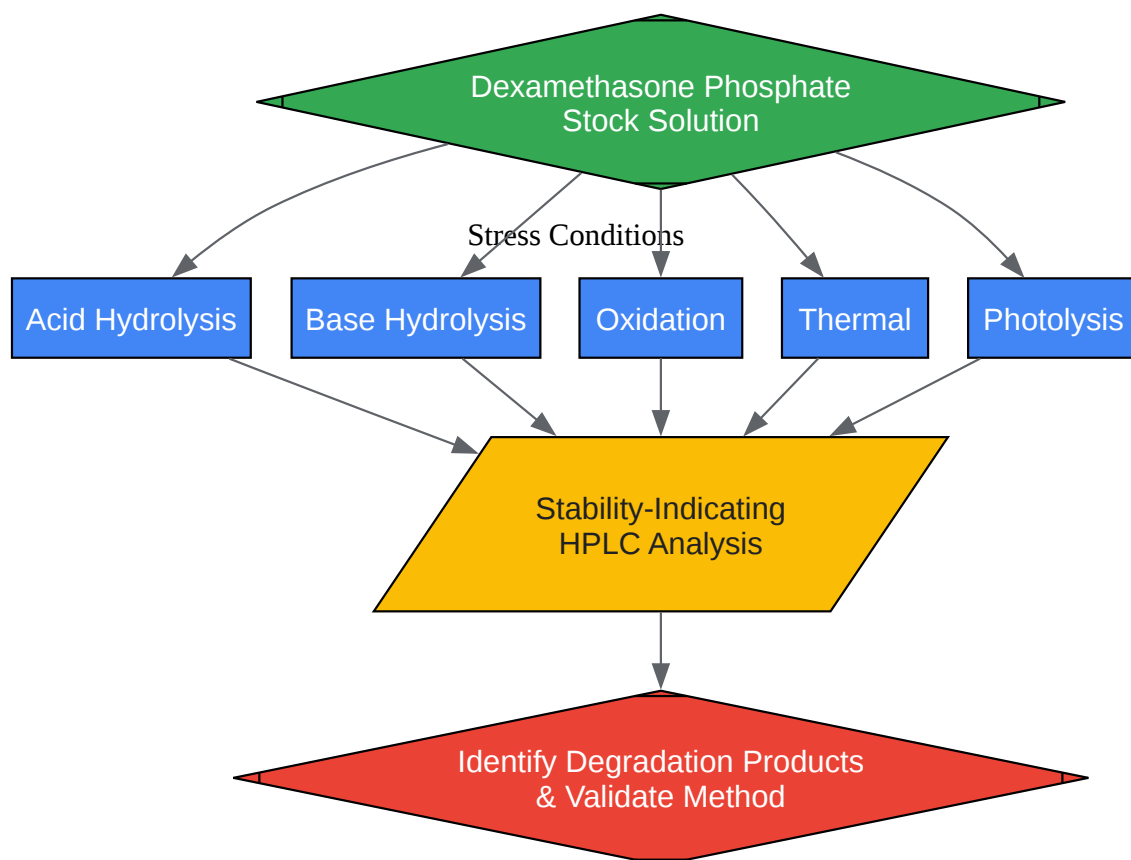 Dexamethasone Phosphate
Stock Solution
Stress Conditions
Acid Hydrolysis
Base Hydrolysis
Oxidation
Thermal
Photolysis
Stability-Indicating
HPLC Analysis
Identify Degradation Products
& Validate Method